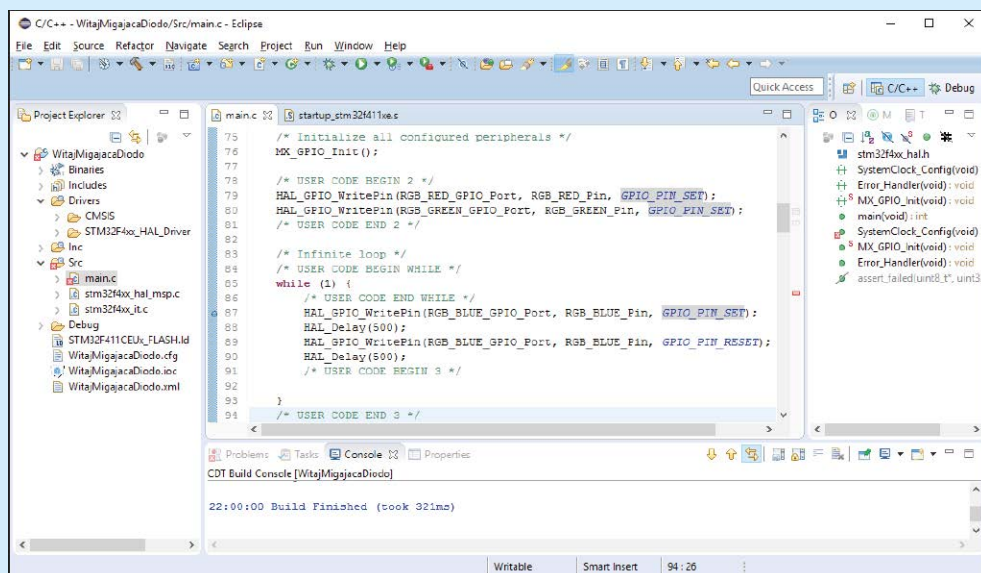 C/C++ - WitajMigajacaDiodo/Src/main.c - Eclipse
File Edit Source Refactor Navigate Search Project Run Window Help
Quick Access
C/C++
Debug
Project Explorer
WitajMigajacaDiodo
Binaries
Includes
Drivers
CMSIS
STM32F4xx_HAL_Driver
Inc
Src
main.c
stm32f4xx_hal_msp.c
stm32f4xx_it.c
Debug
STM32F411CEUx_FLASH.ld
WitajMigajacaDiodo.cfg
WitajMigajacaDiodo.ioc
WitajMigajacaDiodo.xml
main.c startup_stm32f411xe.s
75 /* Initialize all configured peripherals */
76 MX_GPIO_Init();
77
78 /* USER CODE BEGIN 2 */
79 HAL_GPIO_WritePin(RGB_RED_GPIO_Port, RGB_RED_Pin, GPIO_PIN_SET);
80 HAL_GPIO_WritePin(RGB_GREEN_GPIO_Port, RGB_GREEN_Pin, GPIO_PIN_SET);
81 /* USER CODE END 2 */
82
83 /* Infinite loop */
84 /* USER CODE BEGIN WHILE */
85 while (1) {
86 /* USER CODE END WHILE */
87 HAL_GPIO_WritePin(RGB_BLUE_GPIO_Port, RGB_BLUE_Pin, GPIO_PIN_SET);
88 HAL_Delay(500);
89 HAL_GPIO_WritePin(RGB_BLUE_GPIO_Port, RGB_BLUE_Pin, GPIO_PIN_RESET);
90 HAL_Delay(500);
91 /* USER CODE BEGIN 3 */
92
93 }
94 /* USER CODE END 3 */
O M T
stm32f4xx_hal.h
SystemClock_Config(void)
Error_Handler(void) : void
S MX_GPIO_Init(void) : void
main(void) : int
SystemClock_Config(void)
S MX_GPIO_Init(void) : void
Error_Handler(void) : void
assert_failed(uint8_t*, uint3
Problems Tasks Console Properties
CDT Build Console [WitajMigajacaDiodo]
22:00:00 Build Finished (took 321ms)
Writable Smart Insert 94 : 26